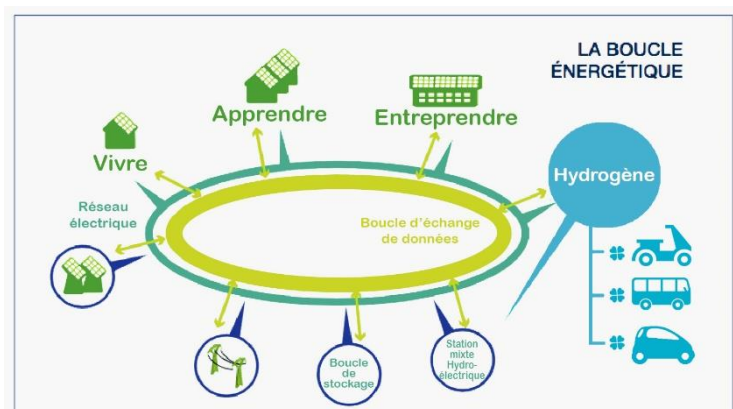 LA BOUCLE
ÉNERGÉTIQUE
Apprendre
Entreprendre
Vivre
Hydrogène
Réseau
électrique
Boucle d'échange
de données
Boucle
de
stockage
Station
mixte
Hydro-
électrique